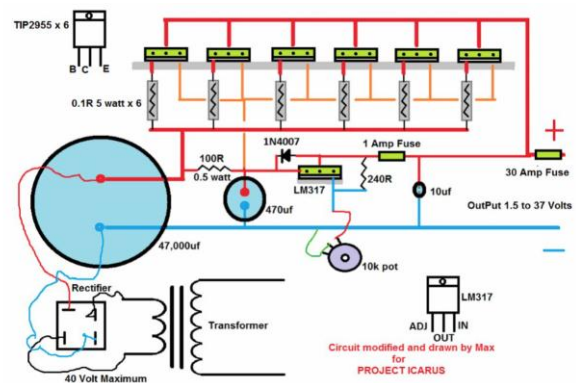 TIP2955 x 6
B C E
0.1R 5 watt x 6
1N4007
1 Amp Fuse
+
100R
0.5 watt
LM317
240R
30 Amp Fuse
470uf
10uf
OutPut 1.5 to 37 Volts
47,000uf
10k pot
Rectifier
Transformer
LM317
ADJ IN
OUT
40 Volt Maximum
Circuit modified and drawn by Max
for
PROJECT ICARUS